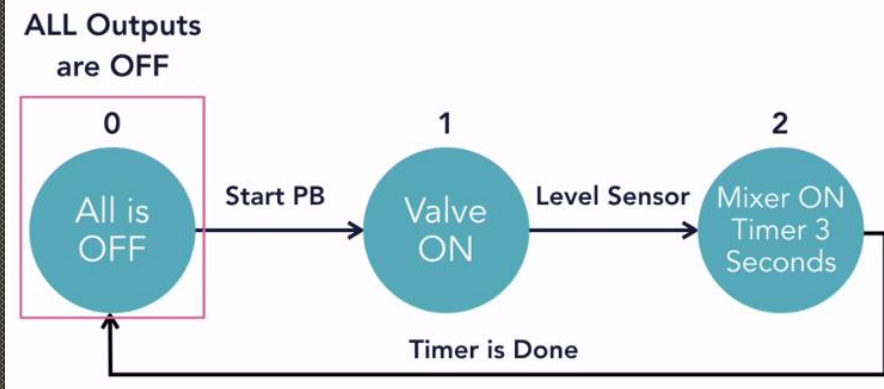 ALL Outputs
are OFF
0
1
2
All is
OFF
Start PB
Valve
ON
Level Sensor
Mixer ON
Timer 3
Seconds
Timer is Done